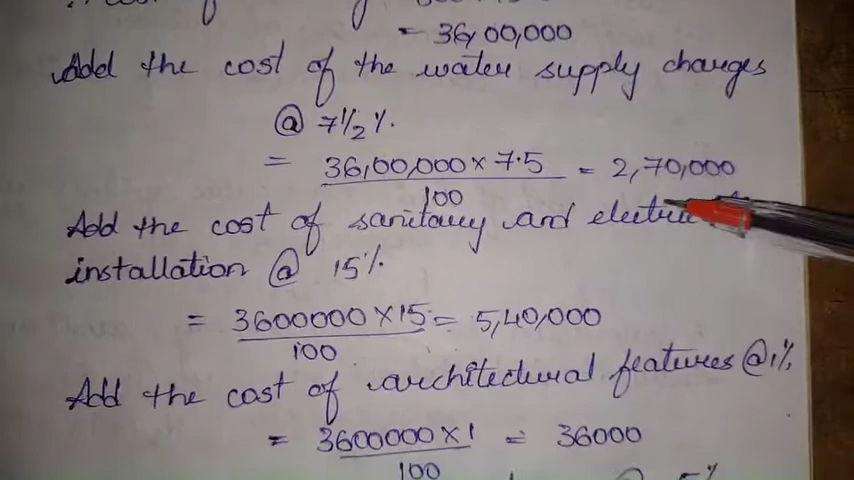 = 36,00,000
Add the cost of the water supply charges
@ 7 1/2 %.
= 36,00,000 x 7.5 = 2,70,000
100
Add the cost of sanitary and
installation @ 15%.
= 3600000 x 15 = 5,40,000
100
Add the cost of architectural features @ 1%
= 3600000 x 1 = 36000
100